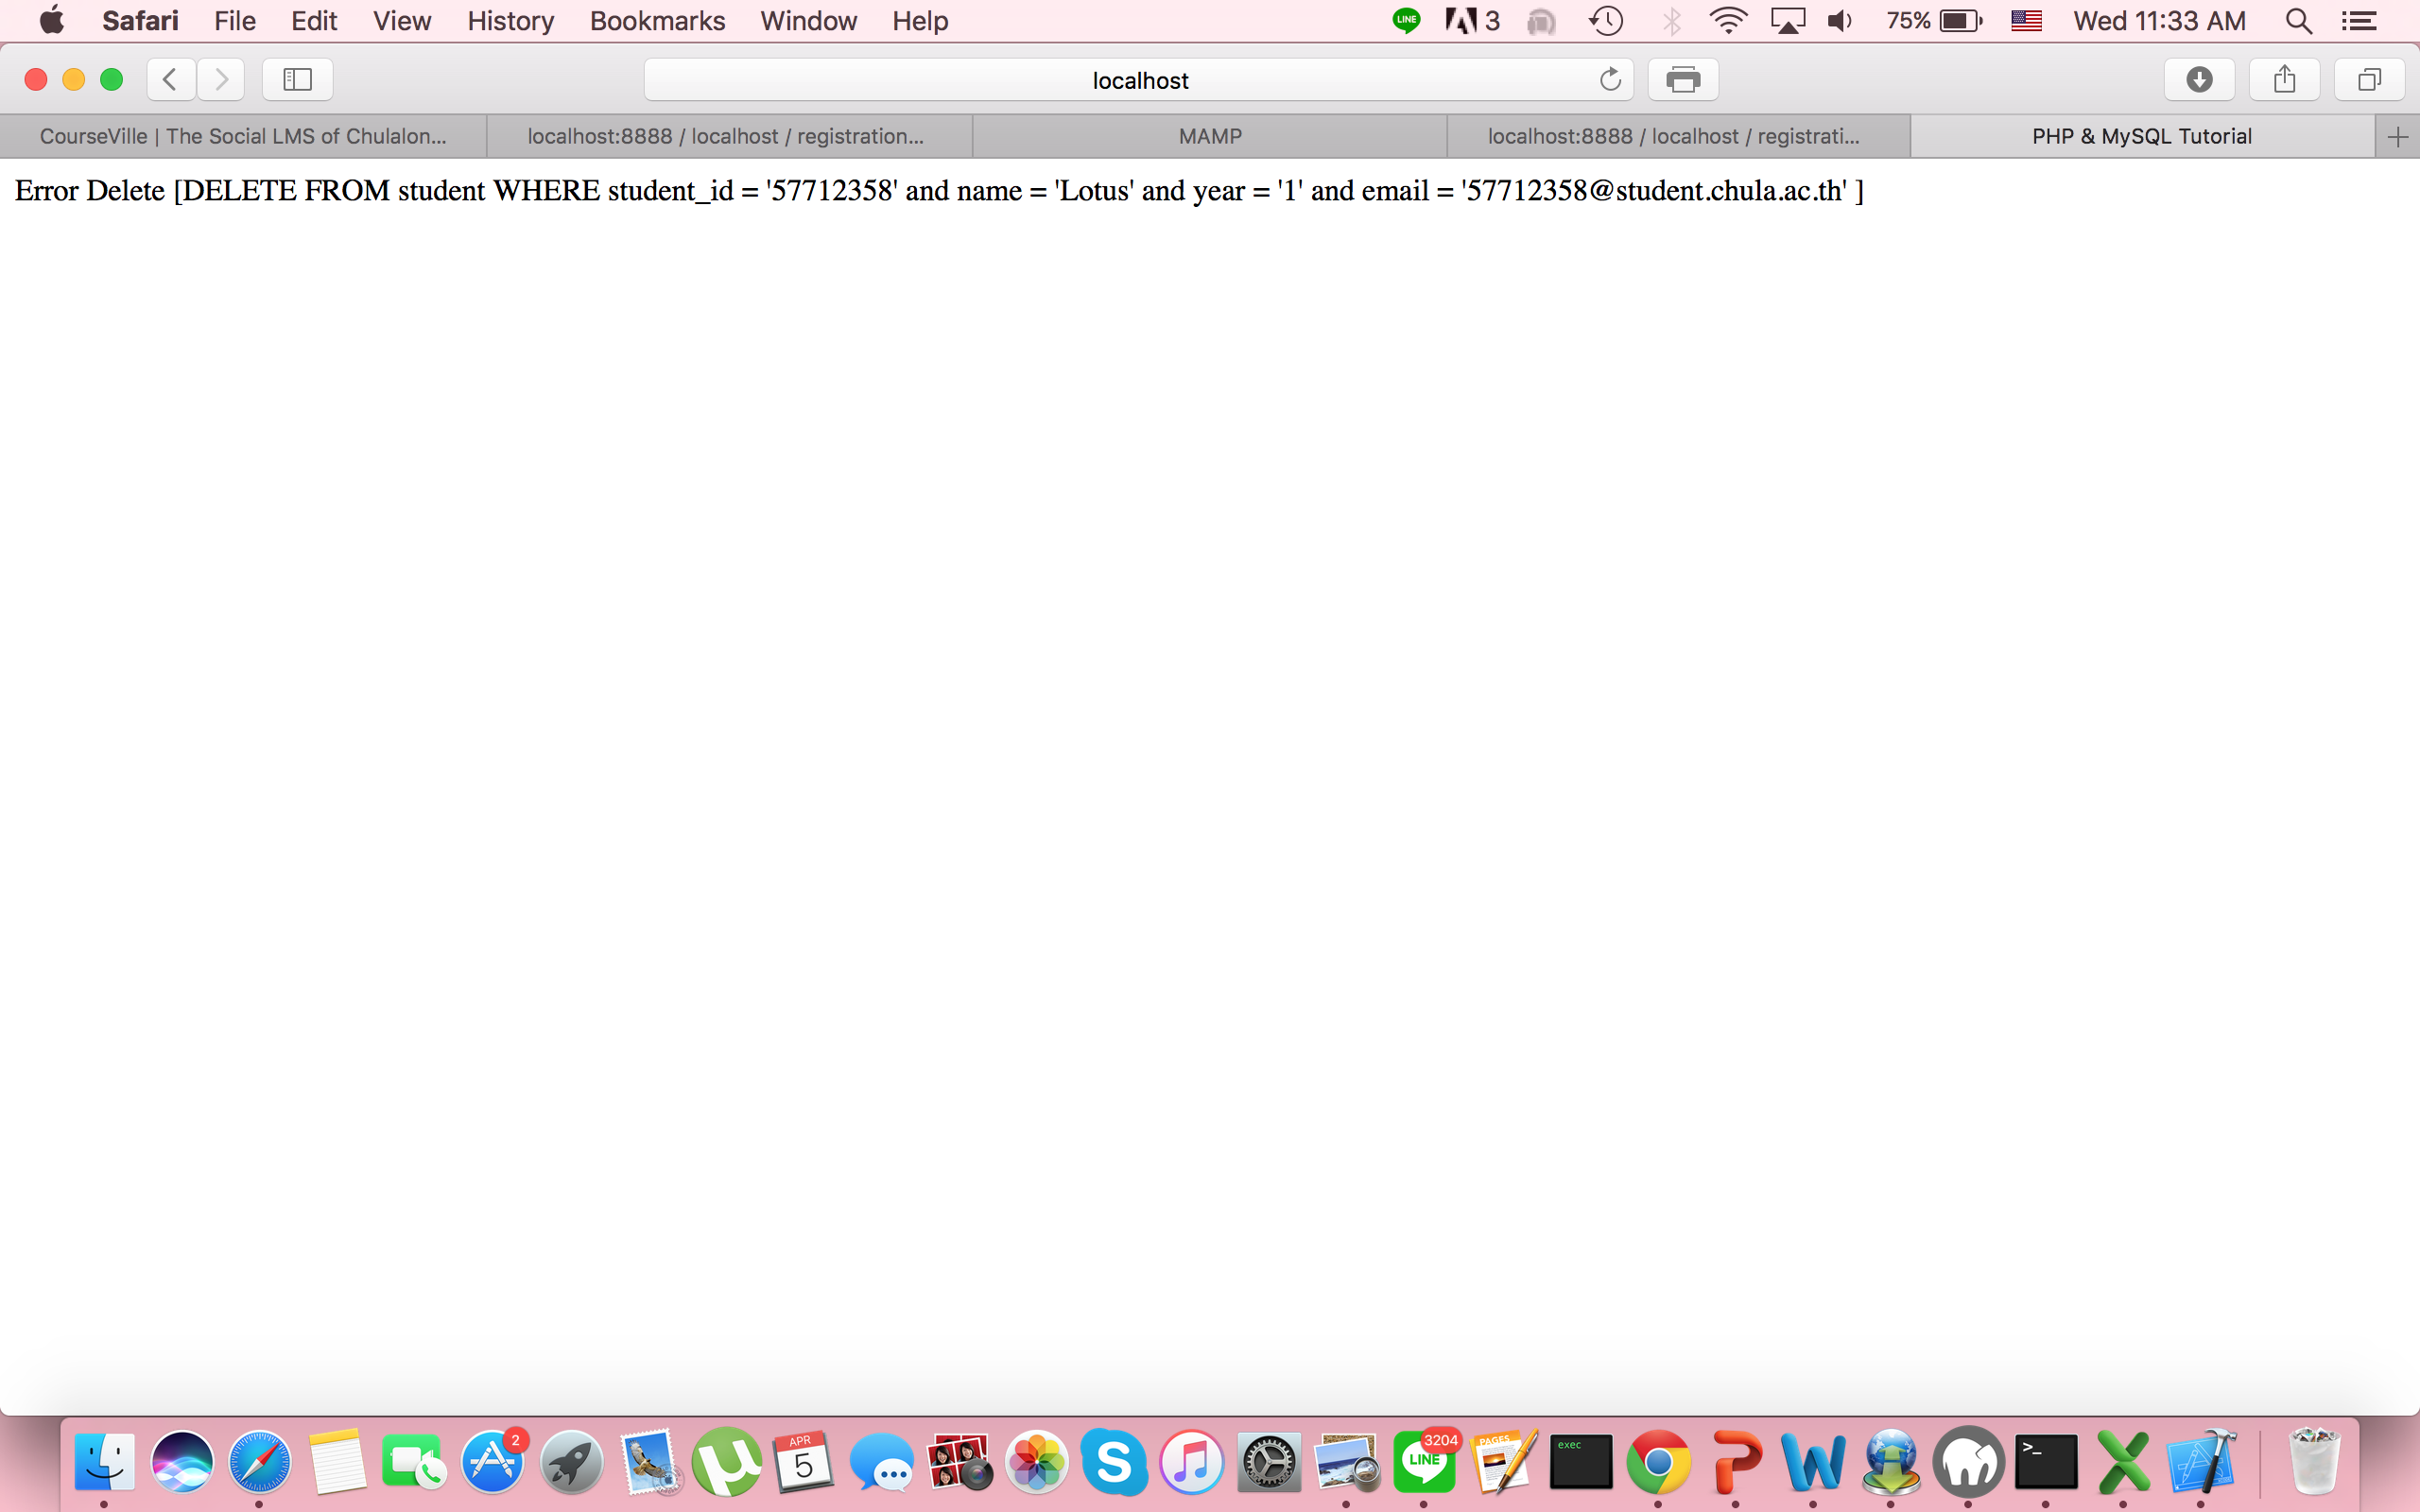 Safari File Edit View History Bookmarks Window Help LINE 3 75% Wed 11:33 AM
localhost
CourseVille | The Social LMS of Chulalon... localhost:8888 / localhost / registration... MAMP localhost:8888 / localhost / registrati... PHP & MySQL Tutorial
Error Delete [DELETE FROM student WHERE student_id = '57712358' and name = 'Lotus' and year = '1' and email = '57712358@student.chula.ac.th' ]
2 APR 5 S 3204 LINE PAGES exec >_